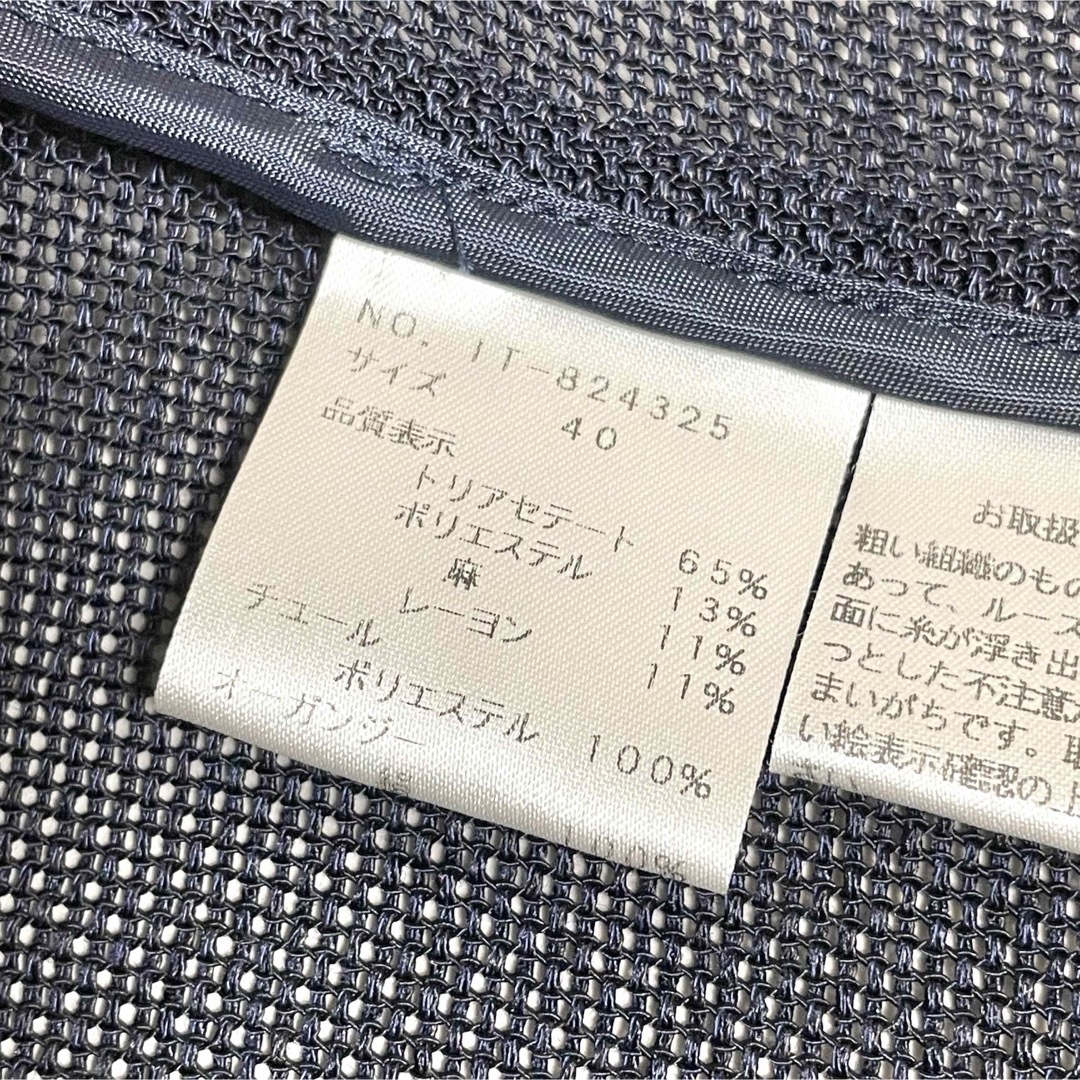 NO. IT-824325
サイズ 40
品質表示
トリアセテート 65%
ポリエステル 13%
麻 11%
レーヨン 11%
チュール
ポリエステル 100%
オーガンジー
お取扱
粗い組織のもの
あって、ルーズ
面に糸が浮き出
っとした不注意
まいがちです。
い絵表示確認の上